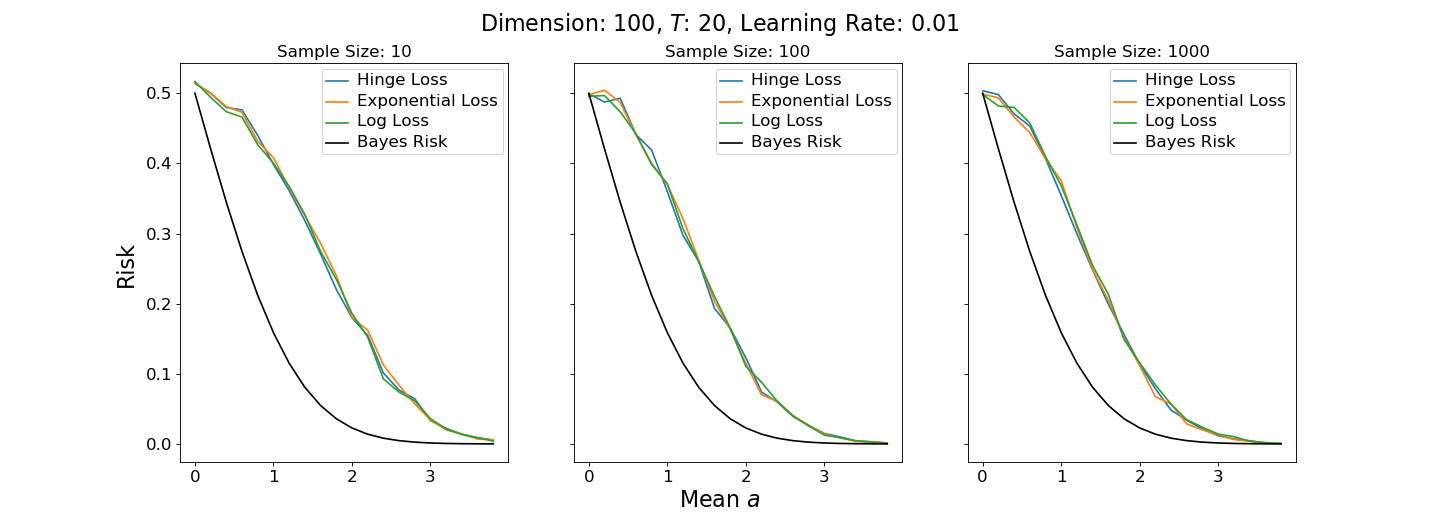 Dimension: 100, T: 20, Learning Rate: 0.01
Sample Size: 10
Hinge Loss
Exponential Loss
Log Loss
Bayes Risk
0.5
0.4
0.3
0.2
0.1
0.0
Risk
0 1 2 3
Sample Size: 100
Hinge Loss
Exponential Loss
Log Loss
Bayes Risk
0 1 2 3
Mean a
Sample Size: 1000
Hinge Loss
Exponential Loss
Log Loss
Bayes Risk
0 1 2 3